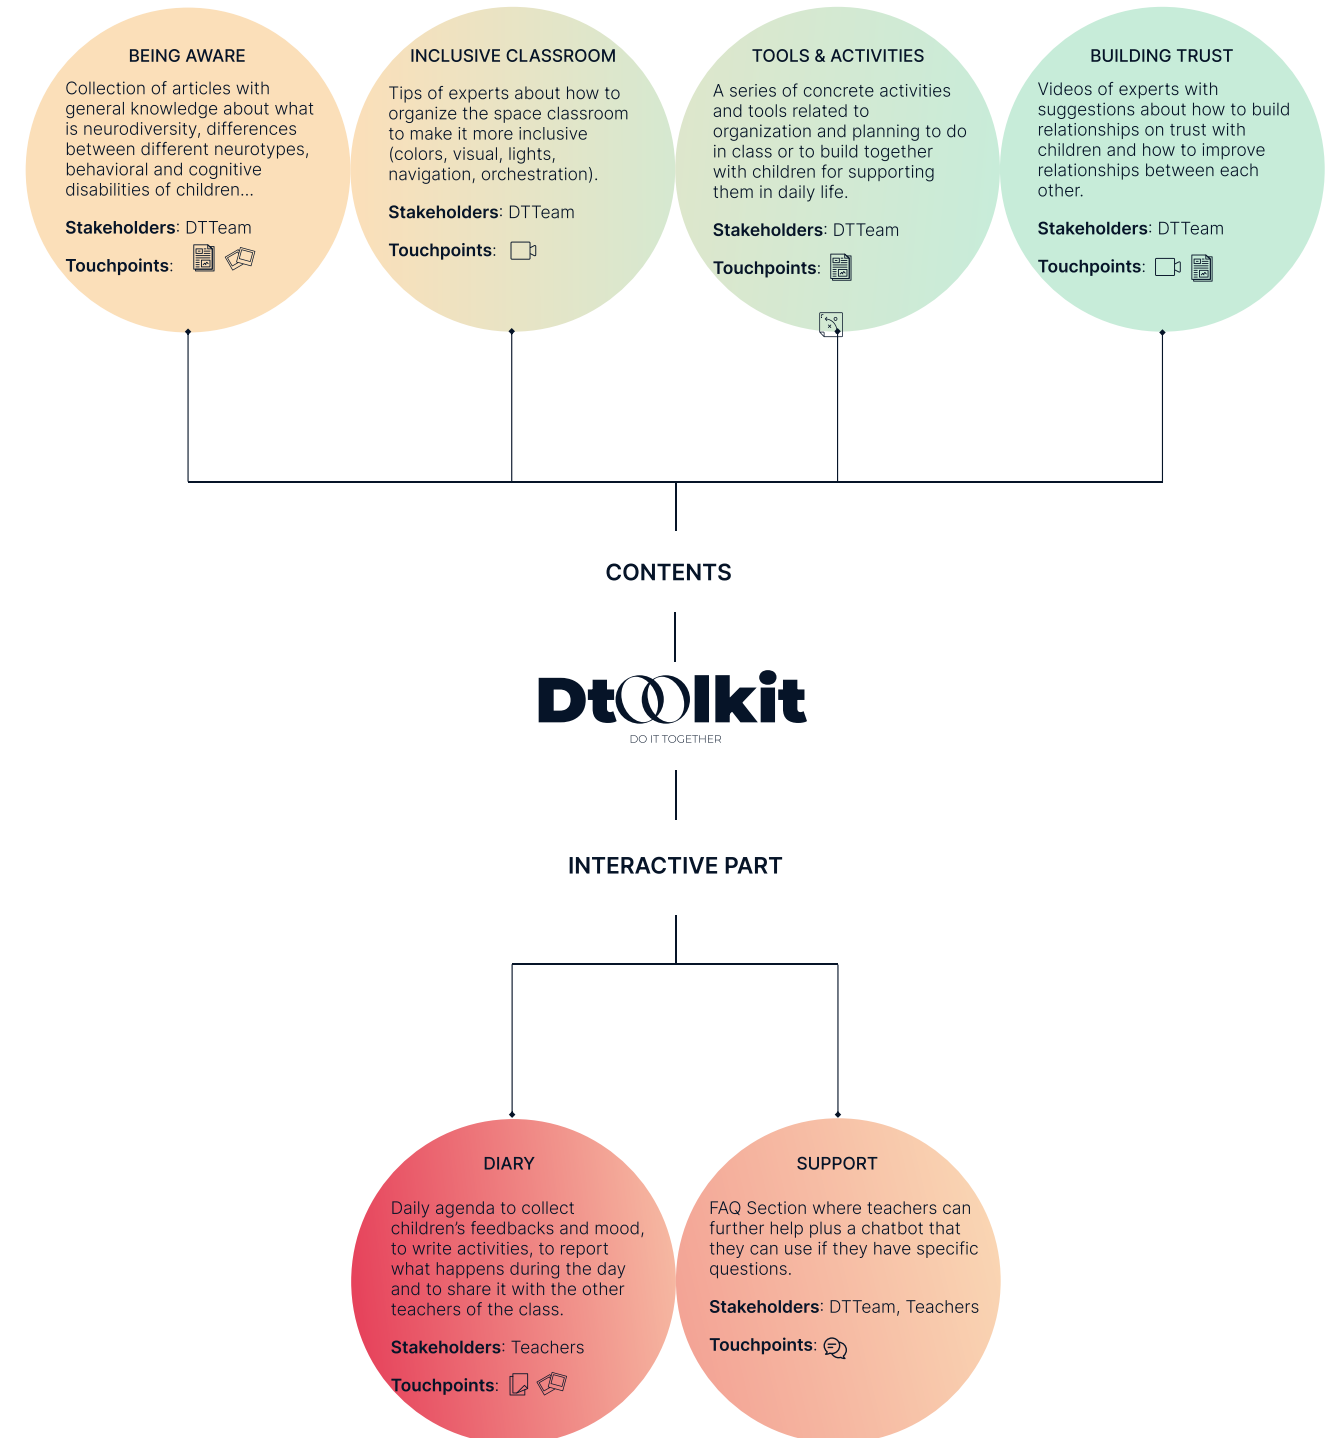 BEING AWARE
Collection of articles with
general knowledge about what
is neurodiversity, differences
between different neurotypes,
behavioral and cognitive
disabilities of children...
Stakeholders: DTTeam
Touchpoints:
INCLUSIVE CLASSROOM
Tips of experts about how to
organize the space classroom
to make it more inclusive
(colors, visual, lights,
navigation, orchestration).
Stakeholders: DTTeam
Touchpoints:
TOOLS & ACTIVITIES
A series of concrete activities
and tools related to
organization and planning to do
in class or to build together
with children for supporting
them in daily life.
Stakeholders: DTTeam
Touchpoints:
BUILDING TRUST
Videos of experts with
suggestions about how to build
relationships on trust with
children and how to improve
relationships between each
other.
Stakeholders: DTTeam
Touchpoints:
CONTENTS
Dtoolkit
DO IT TOGETHER
INTERACTIVE PART
DIARY
Daily agenda to collect
children’s feedbacks and mood,
to write activities, to report
what happens during the day
and to share it with the other
teachers of the class.
Stakeholders: Teachers
Touchpoints:
SUPPORT
FAQ Section where teachers can
further help plus a chatbot that
they can use if they have specific
questions.
Stakeholders: DTTeam, Teachers
Touchpoints: